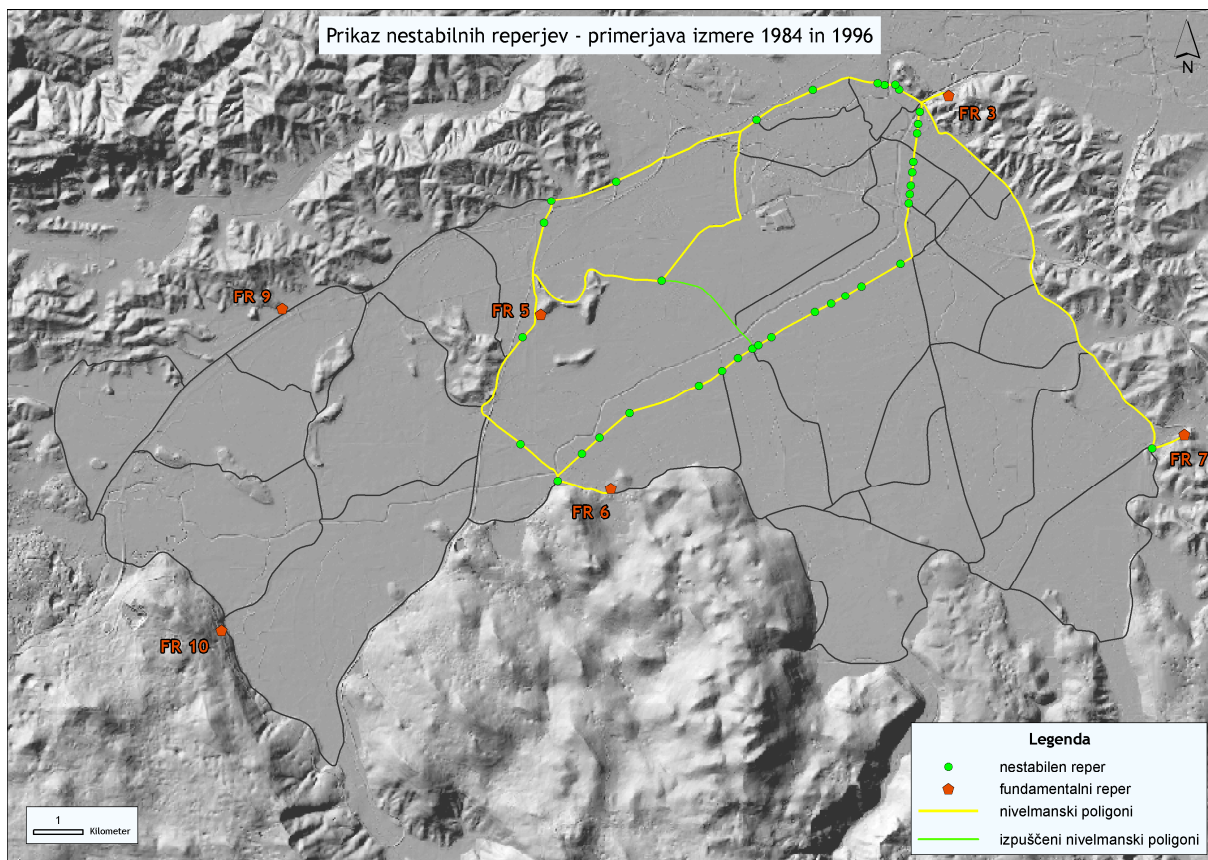 Prikaz nestabilnih reperjev - primerjava izmere 1984 in 1996
N
FR 3
FR 9
FR 5
FR 7
FR 6
FR 10
Legenda
nestabilen reper
fundamentalni reper
nivelmanski poligoni
izpuščeni nivelmanski poligoni
1
Kilometer